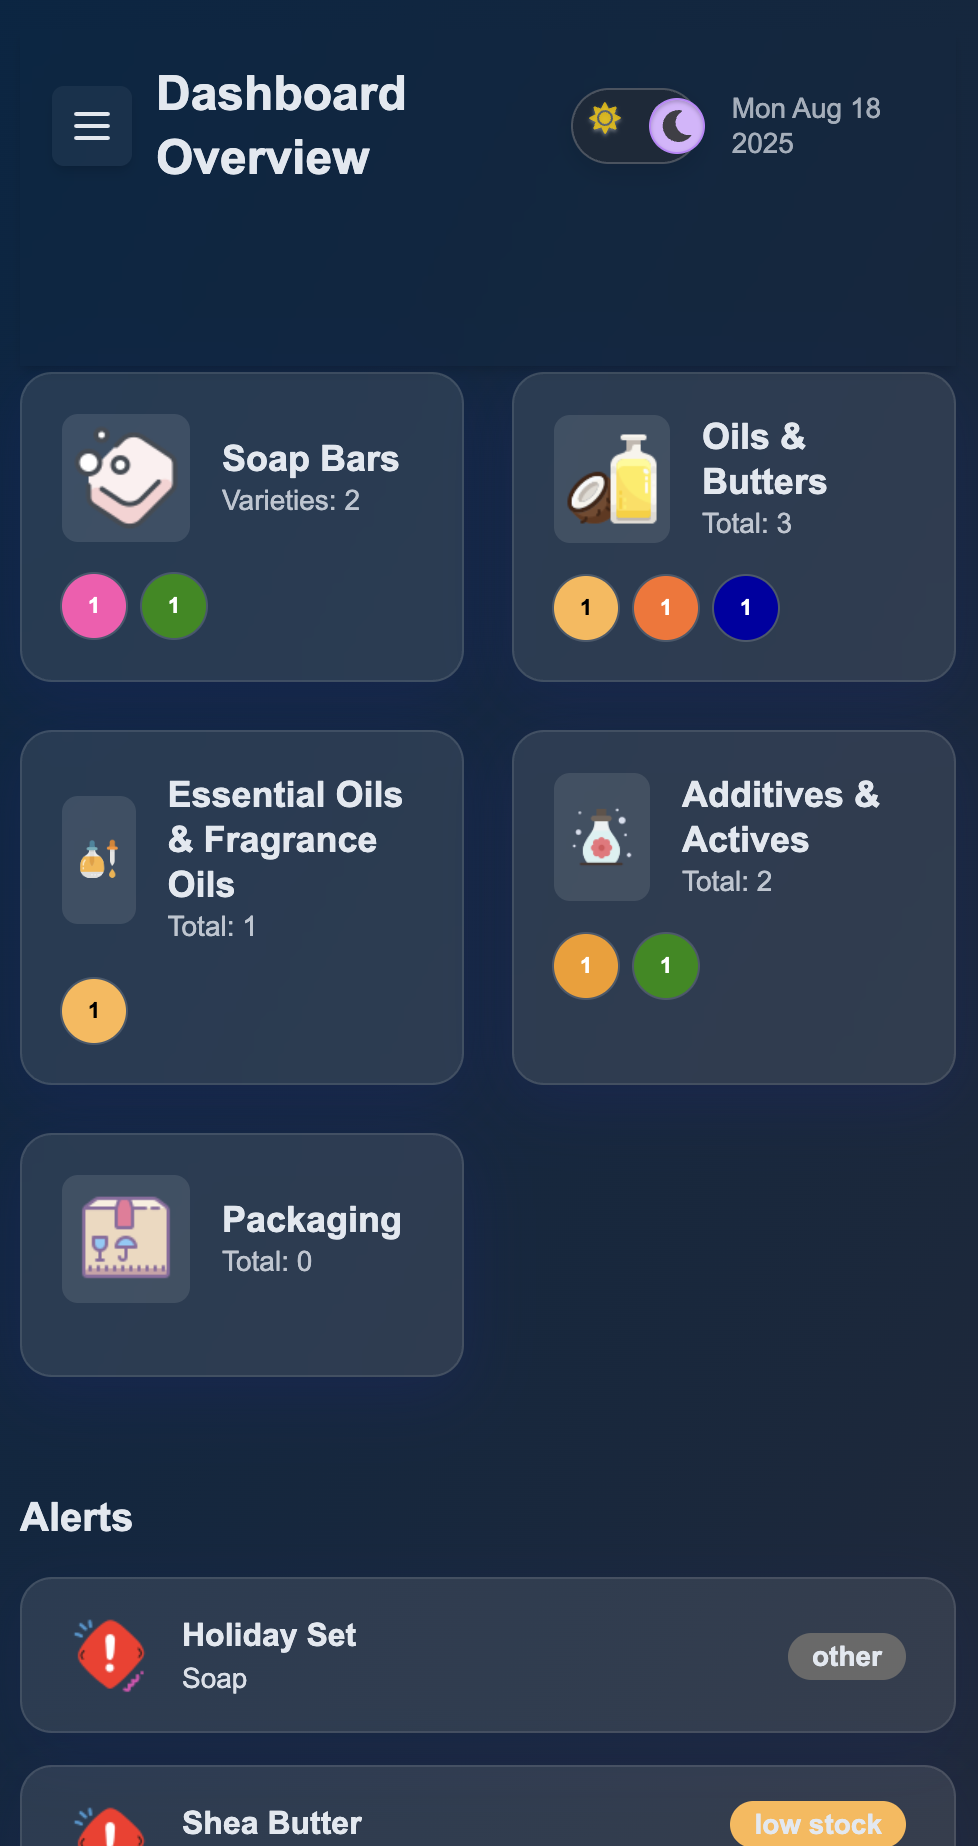 Dashboard
Overview
Mon Aug 18
2025
Soap Bars
Varieties: 2
1 1
Oils &
Butters
Total: 3
1 1 1
Essential Oils
& Fragrance
Oils
Total: 1
1
Additives &
Actives
Total: 2
1 1
Packaging
Total: 0
Alerts
Holiday Set
Soap
other
Shea Butter
low stock